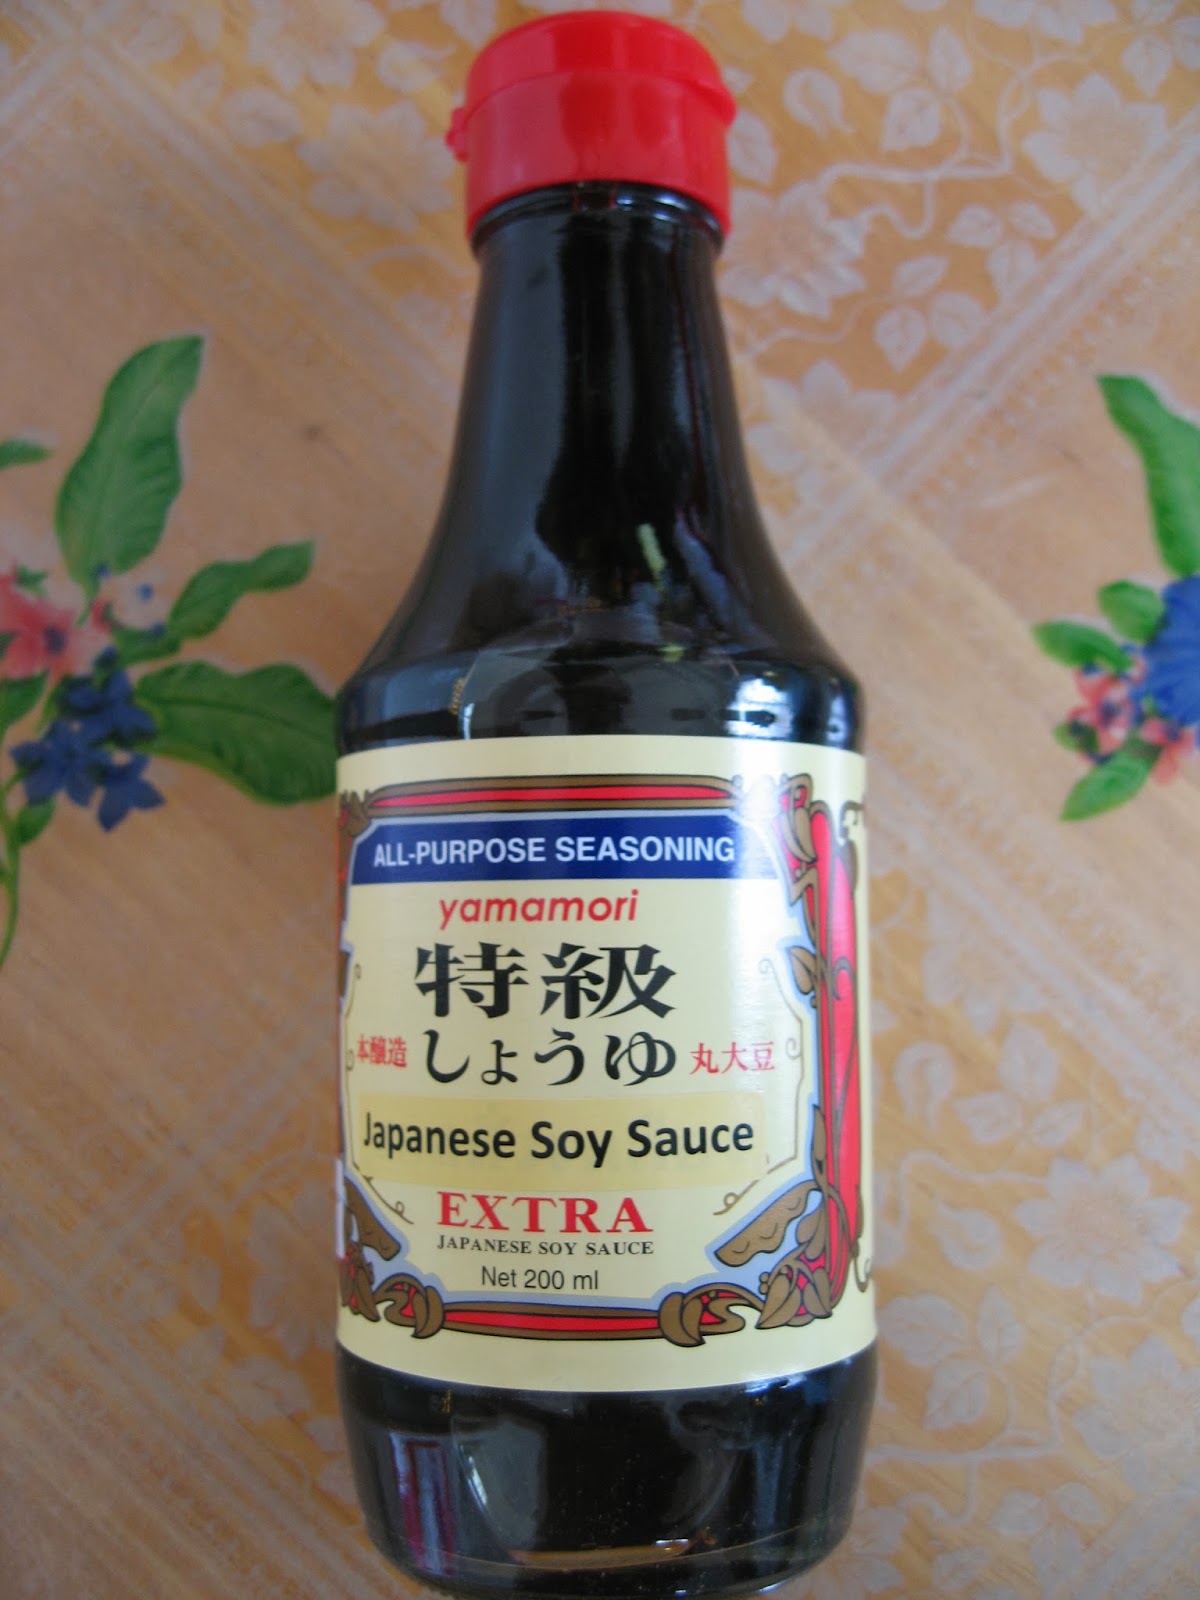 ALL-PURPOSE SEASONING
yamamori
特級
本醸造 しょうゆ 丸大豆
Japanese Soy Sauce
EXTRA
JAPANESE SOY SAUCE
Net 200 ml